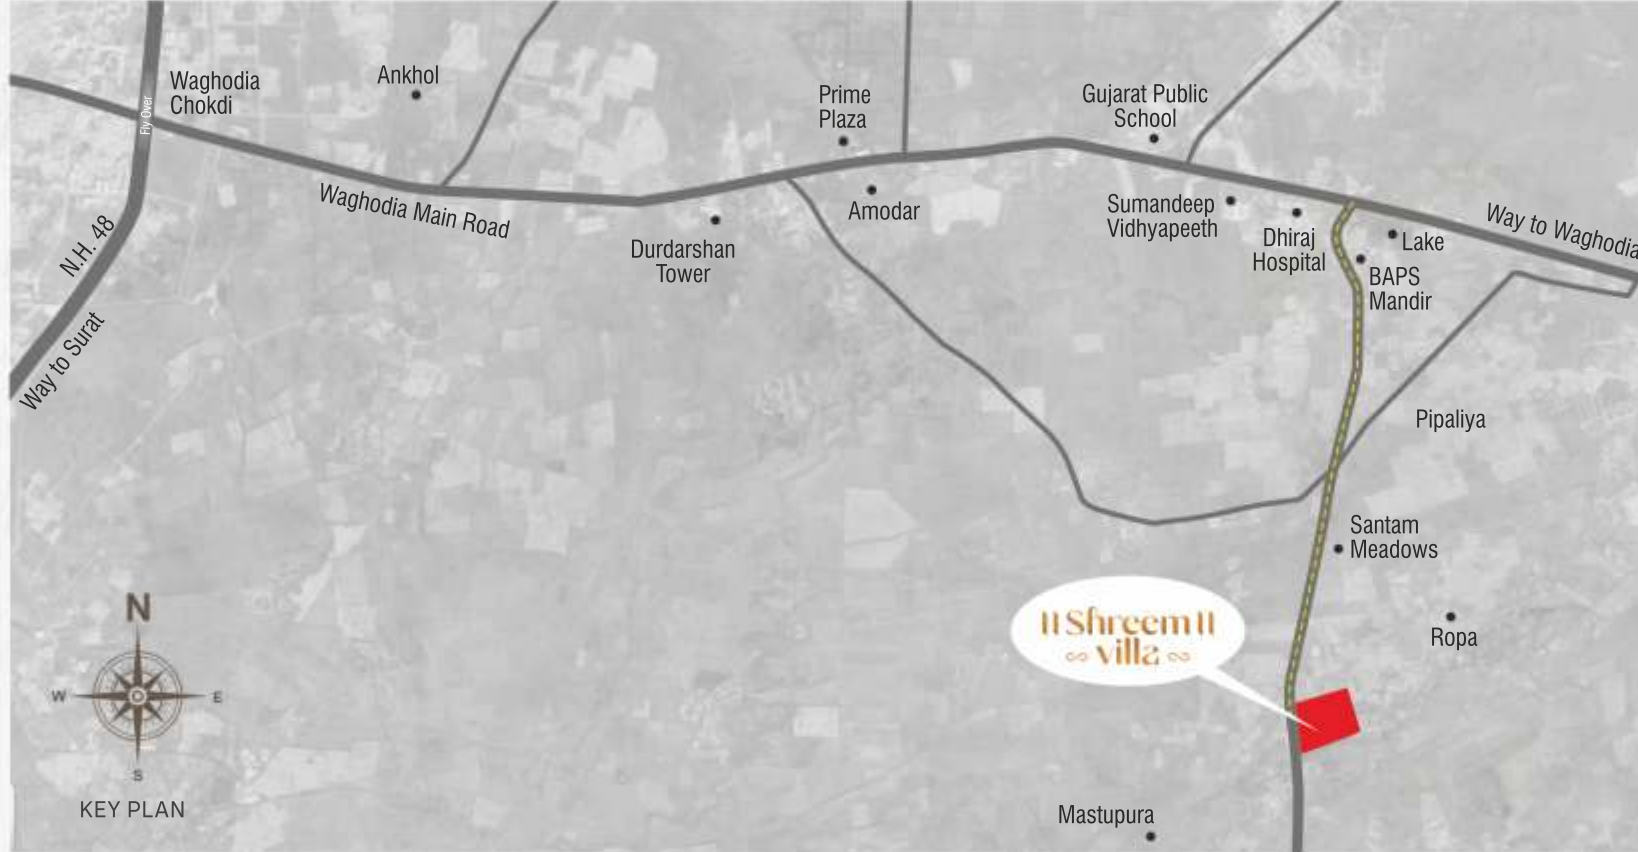 Waghodia
Chokdi
Fly Over
Ankhol
Prime
Plaza
Gujarat Public
School
Waghodia Main Road
N.H. 48
Way to Surat
Durdarshan
Tower
Amodar
Sumandeep
Vidhyapeeth
Dhiraj
Hospital
Lake
BAPS
Mandir
Way to Waghodia
Pipaliya
Santam
Meadows
Ropa
II Shreem II
villa
Mastupura
N
W
E
S
KEY PLAN